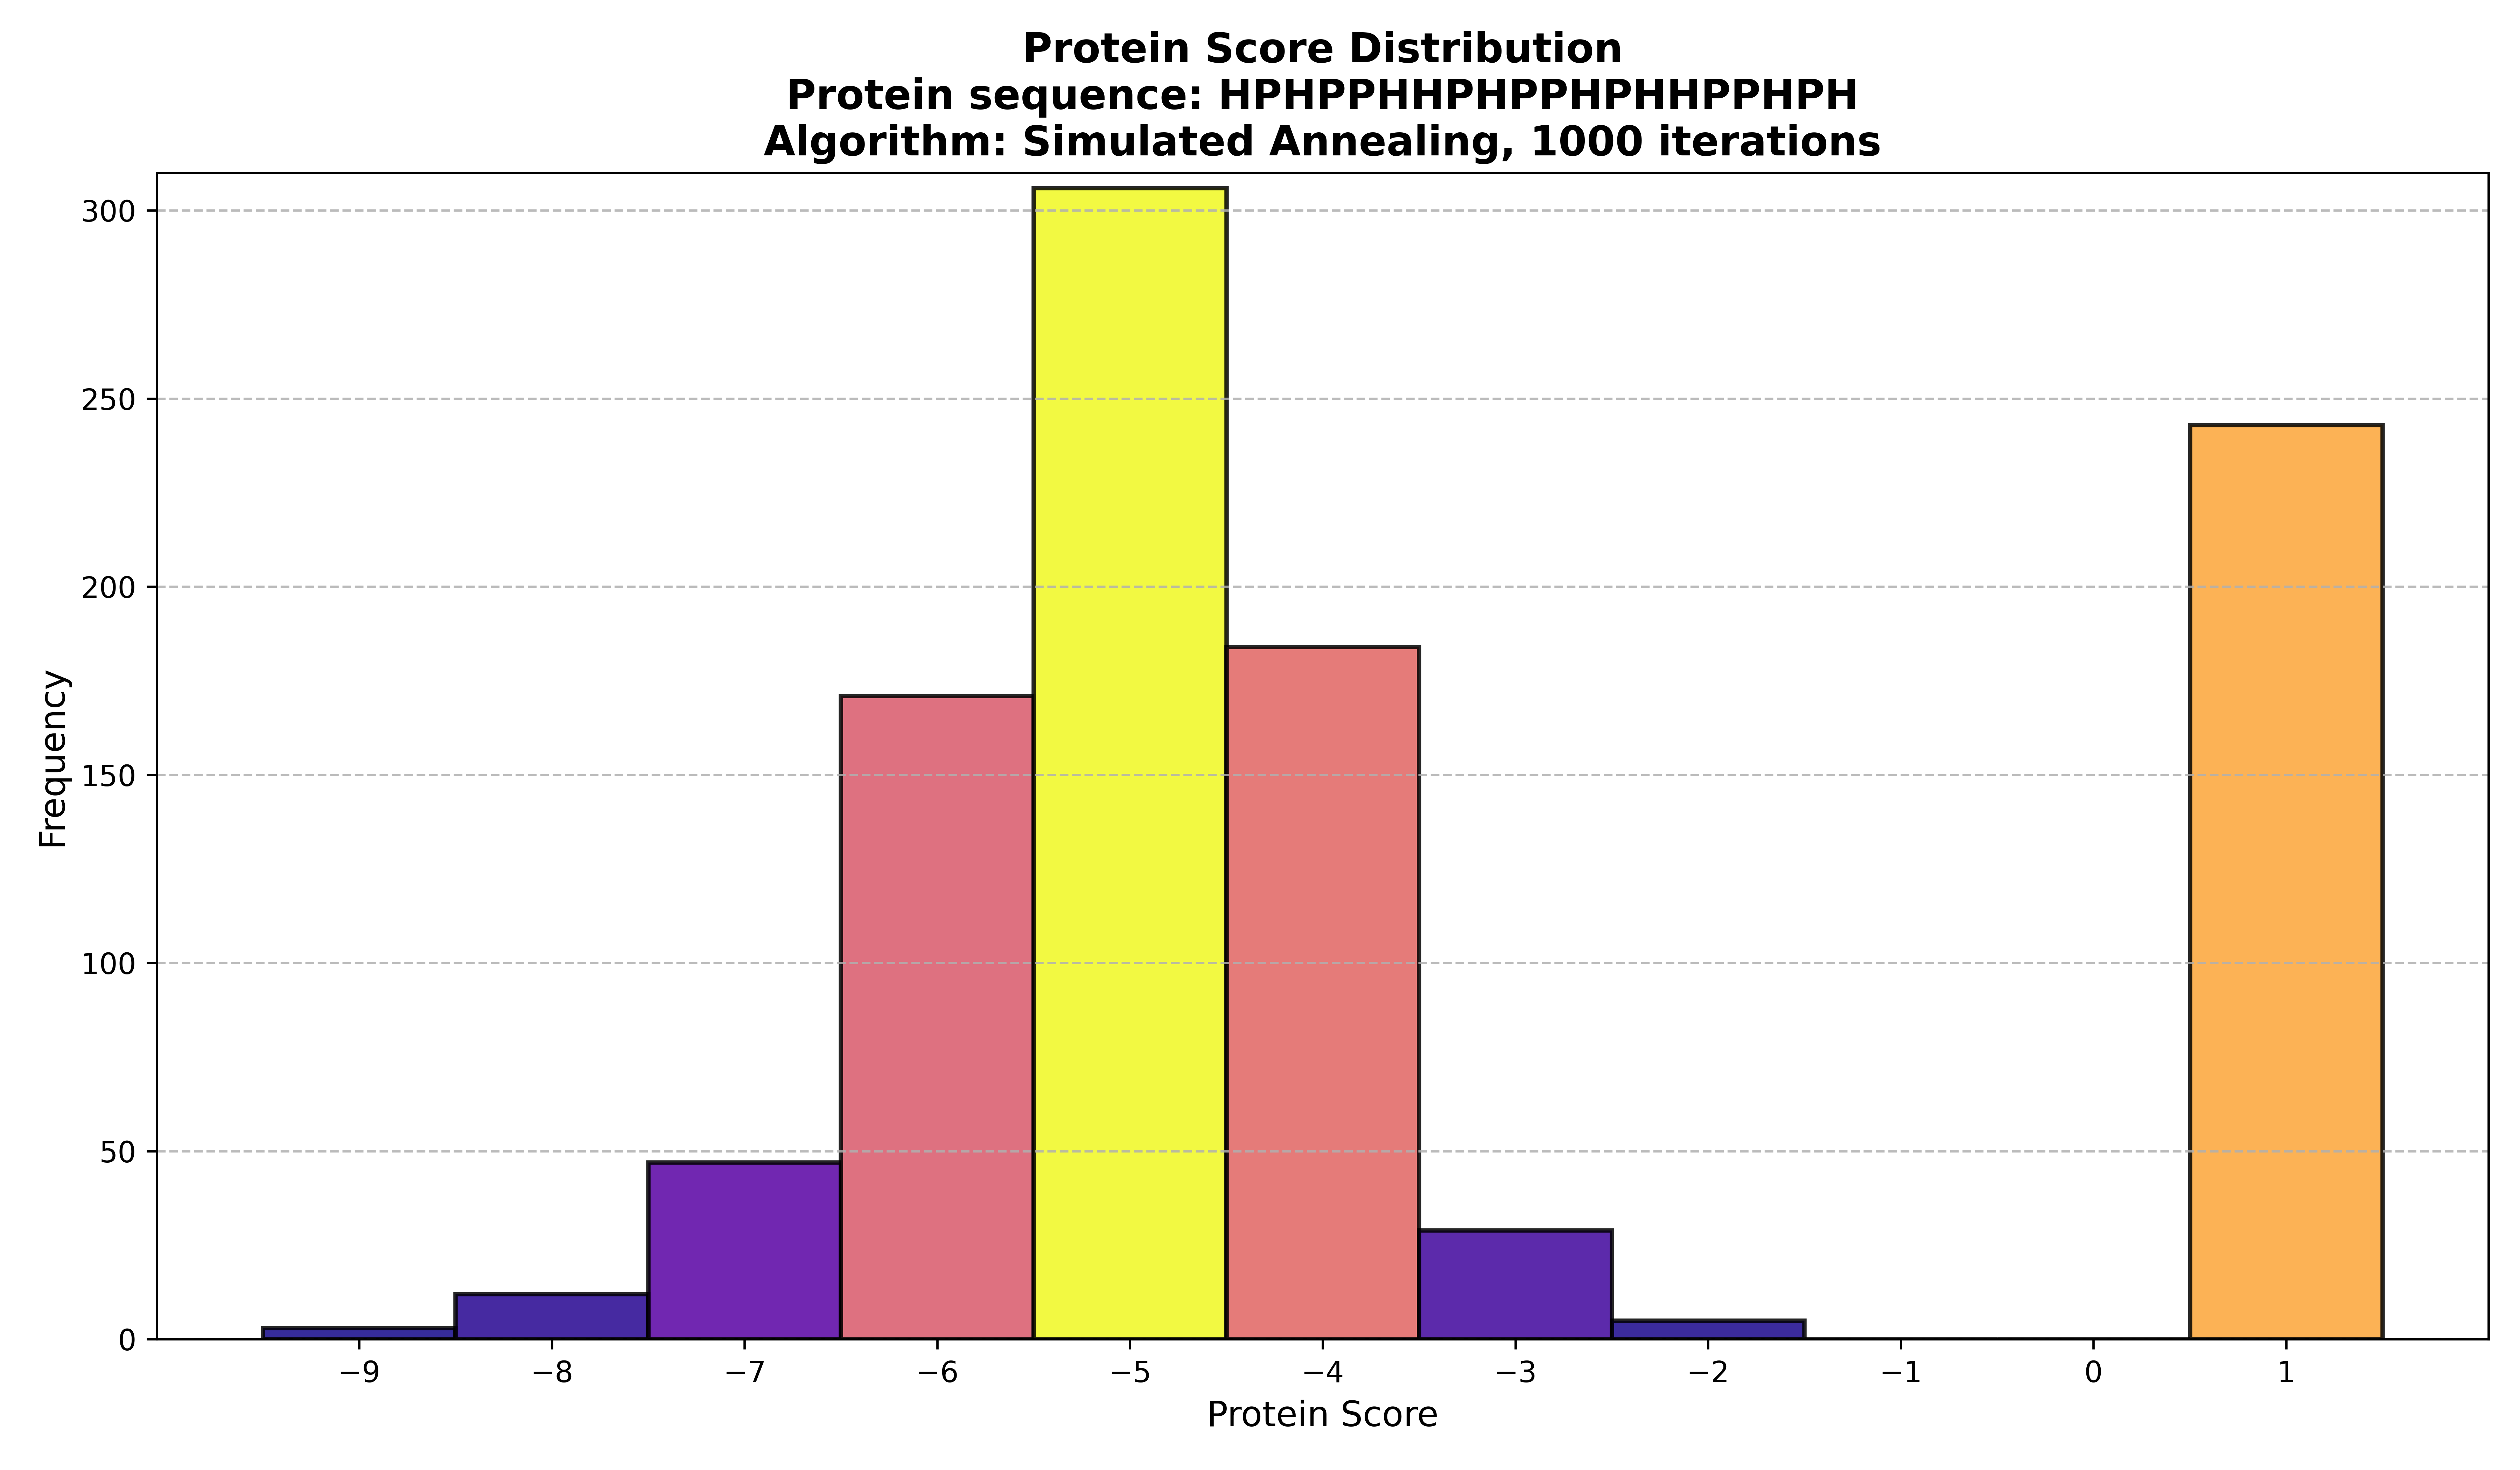 Protein Score Distribution
Protein sequence: HPHPPHHPHPPHPHHPPHPH
Algorithm: Simulated Annealing, 1000 iterations
300
250
200
150
100
50
0
Frequency
−9 −8 −7 −6 −5 −4 −3 −2 −1 0 1
Protein Score